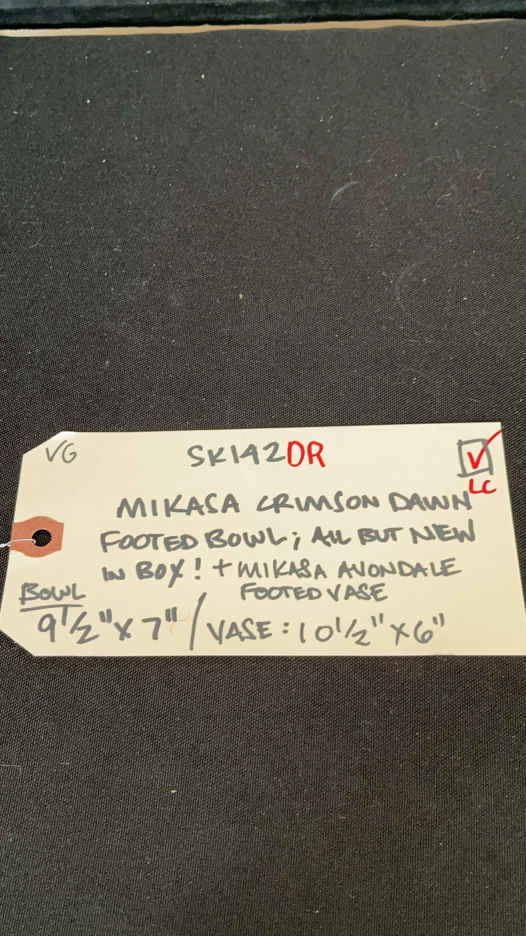 VG
SK142DR
LC
MIKASA CRIMSON DAWN
FOOTED BOWL; ALL BUT NEW
IN BOX! + MIKASA AVONDALE
FOOTED VASE
BOWL
9 1/2" X 7" / VASE: 10 1/2" X 6"